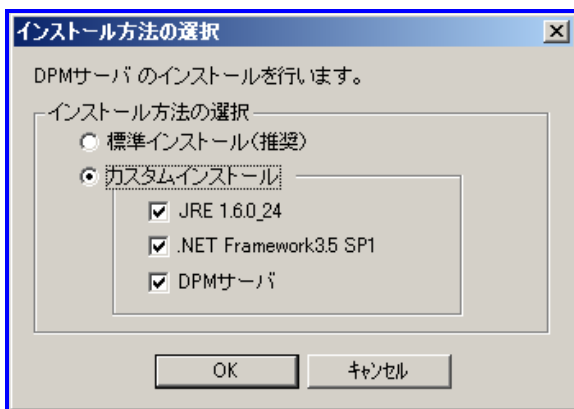 インストール方法の選択
DPMサーバ のインストールを行います。
インストール方法の選択
標準インストール(推奨)
カスタムインストール
JRE 1.6.0_24
.NET Framework3.5 SP1
DPMサーバ
OK
キャンセル